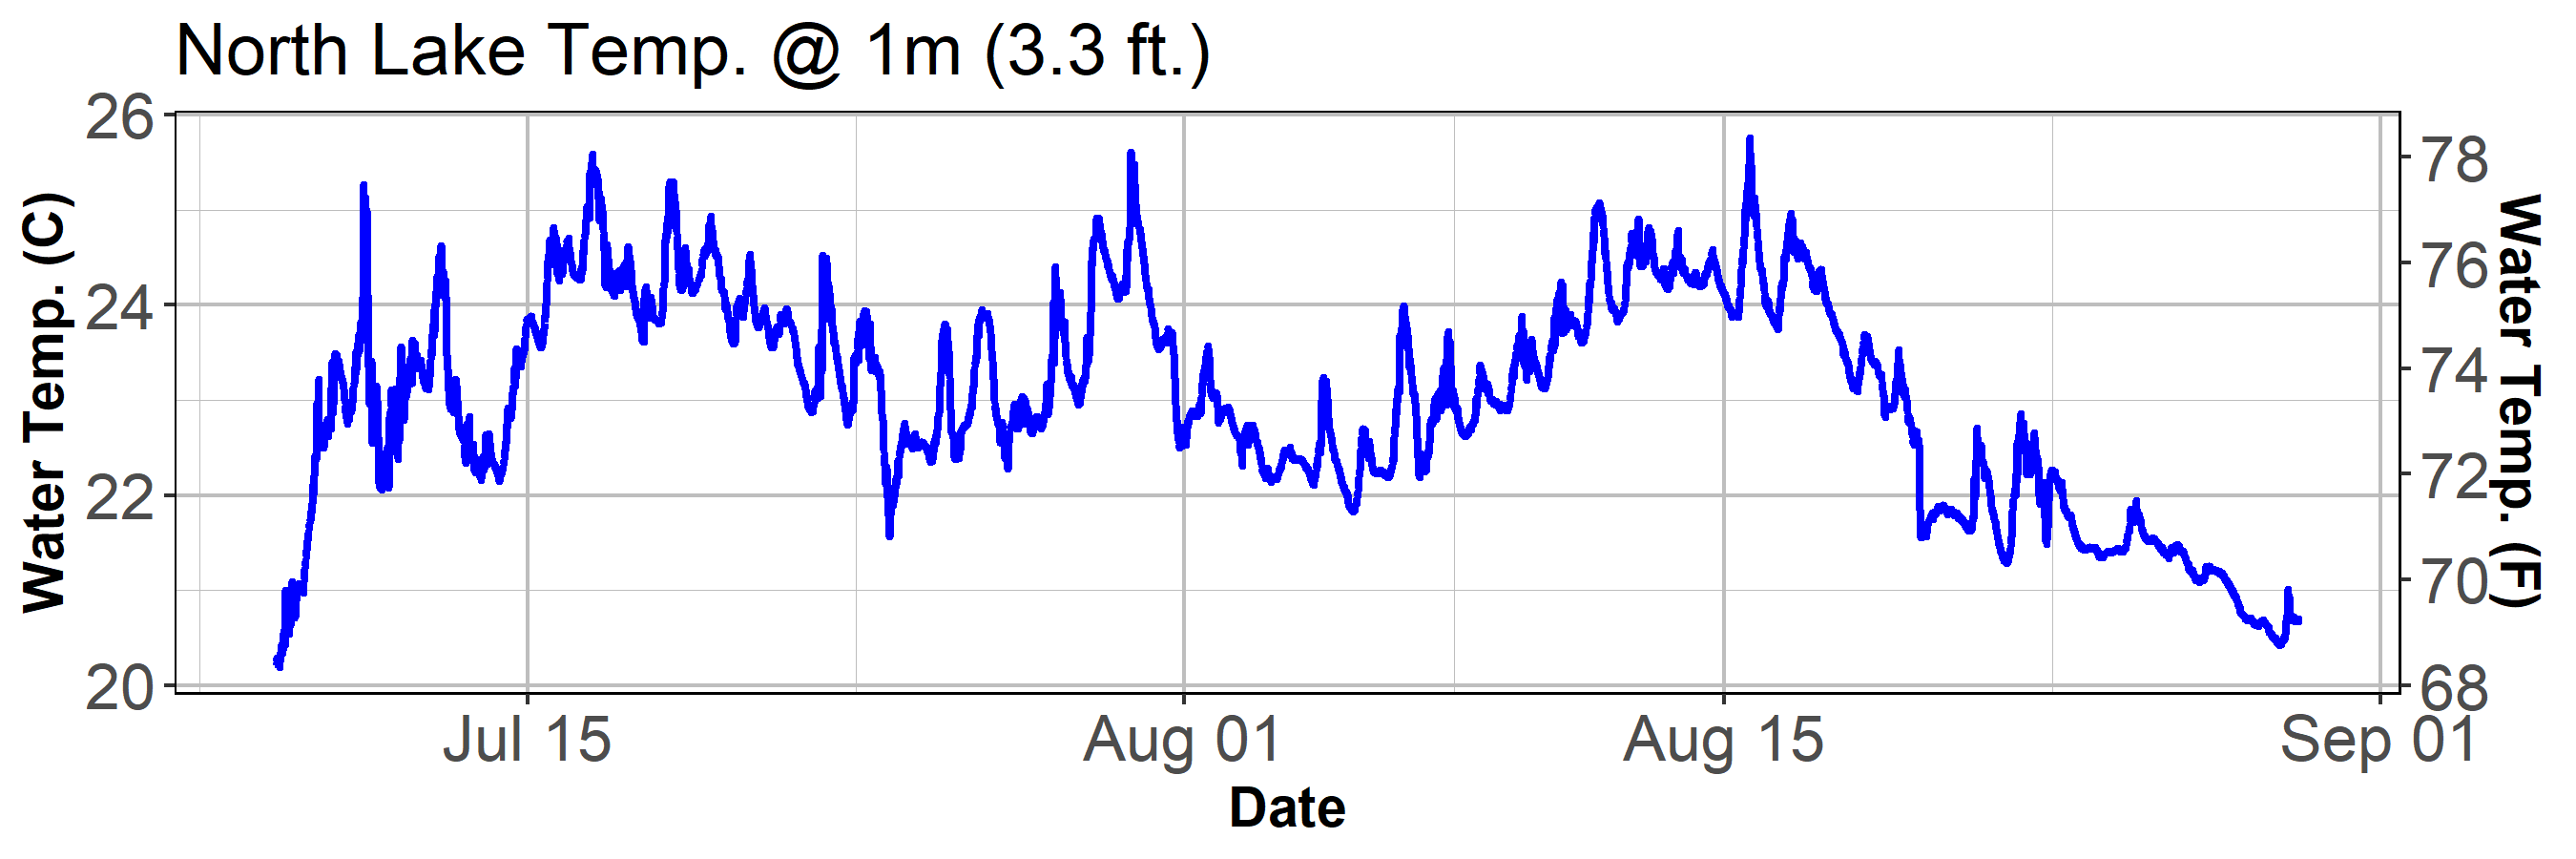 North Lake Temp. @ 1m (3.3 ft.)
Water Temp. (C)
26
24
22
20
78
76
74
72
70
68
Water Temp. (F)
Jul 15
Aug 01
Aug 15
Sep 01
Date